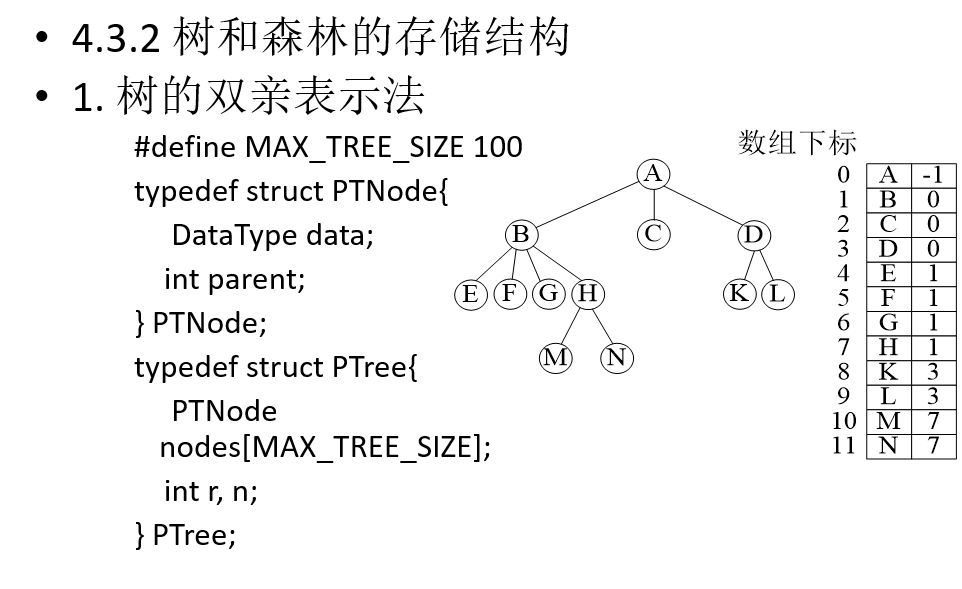 • 4.3.2 树和森林的存储结构
• 1. 树的双亲表示法
#define MAX_TREE_SIZE 100
typedef struct PTNode{
DataType data;
int parent;
} PTNode;
typedef struct PTree{
PTNode
nodes[MAX_TREE_SIZE];
int r, n;
} PTree;
A
B C D
E F G H K L
M N
数组下标
0 A -1
1 B 0
2 C 0
3 D 0
4 E 1
5 F 1
6 G 1
7 H 1
8 K 3
9 L 3
10 M 7
11 N 7